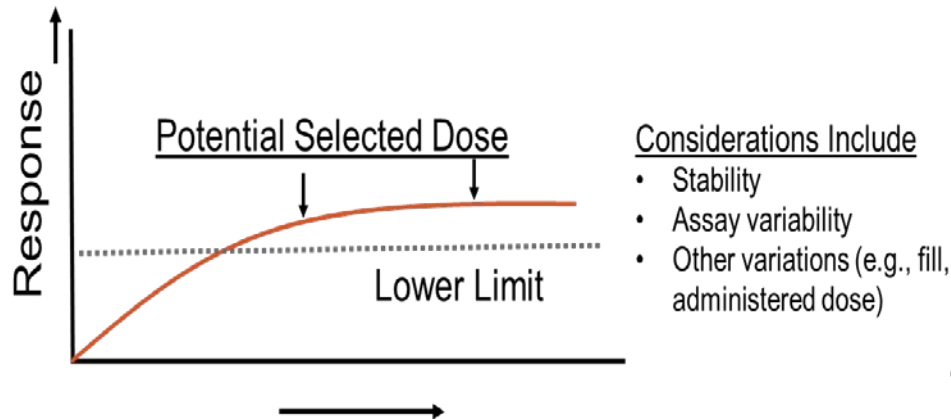 Response
Potential Selected Dose
Lower Limit
Considerations Include
• Stability
• Assay variability
• Other variations (e.g., fill,
administered dose)